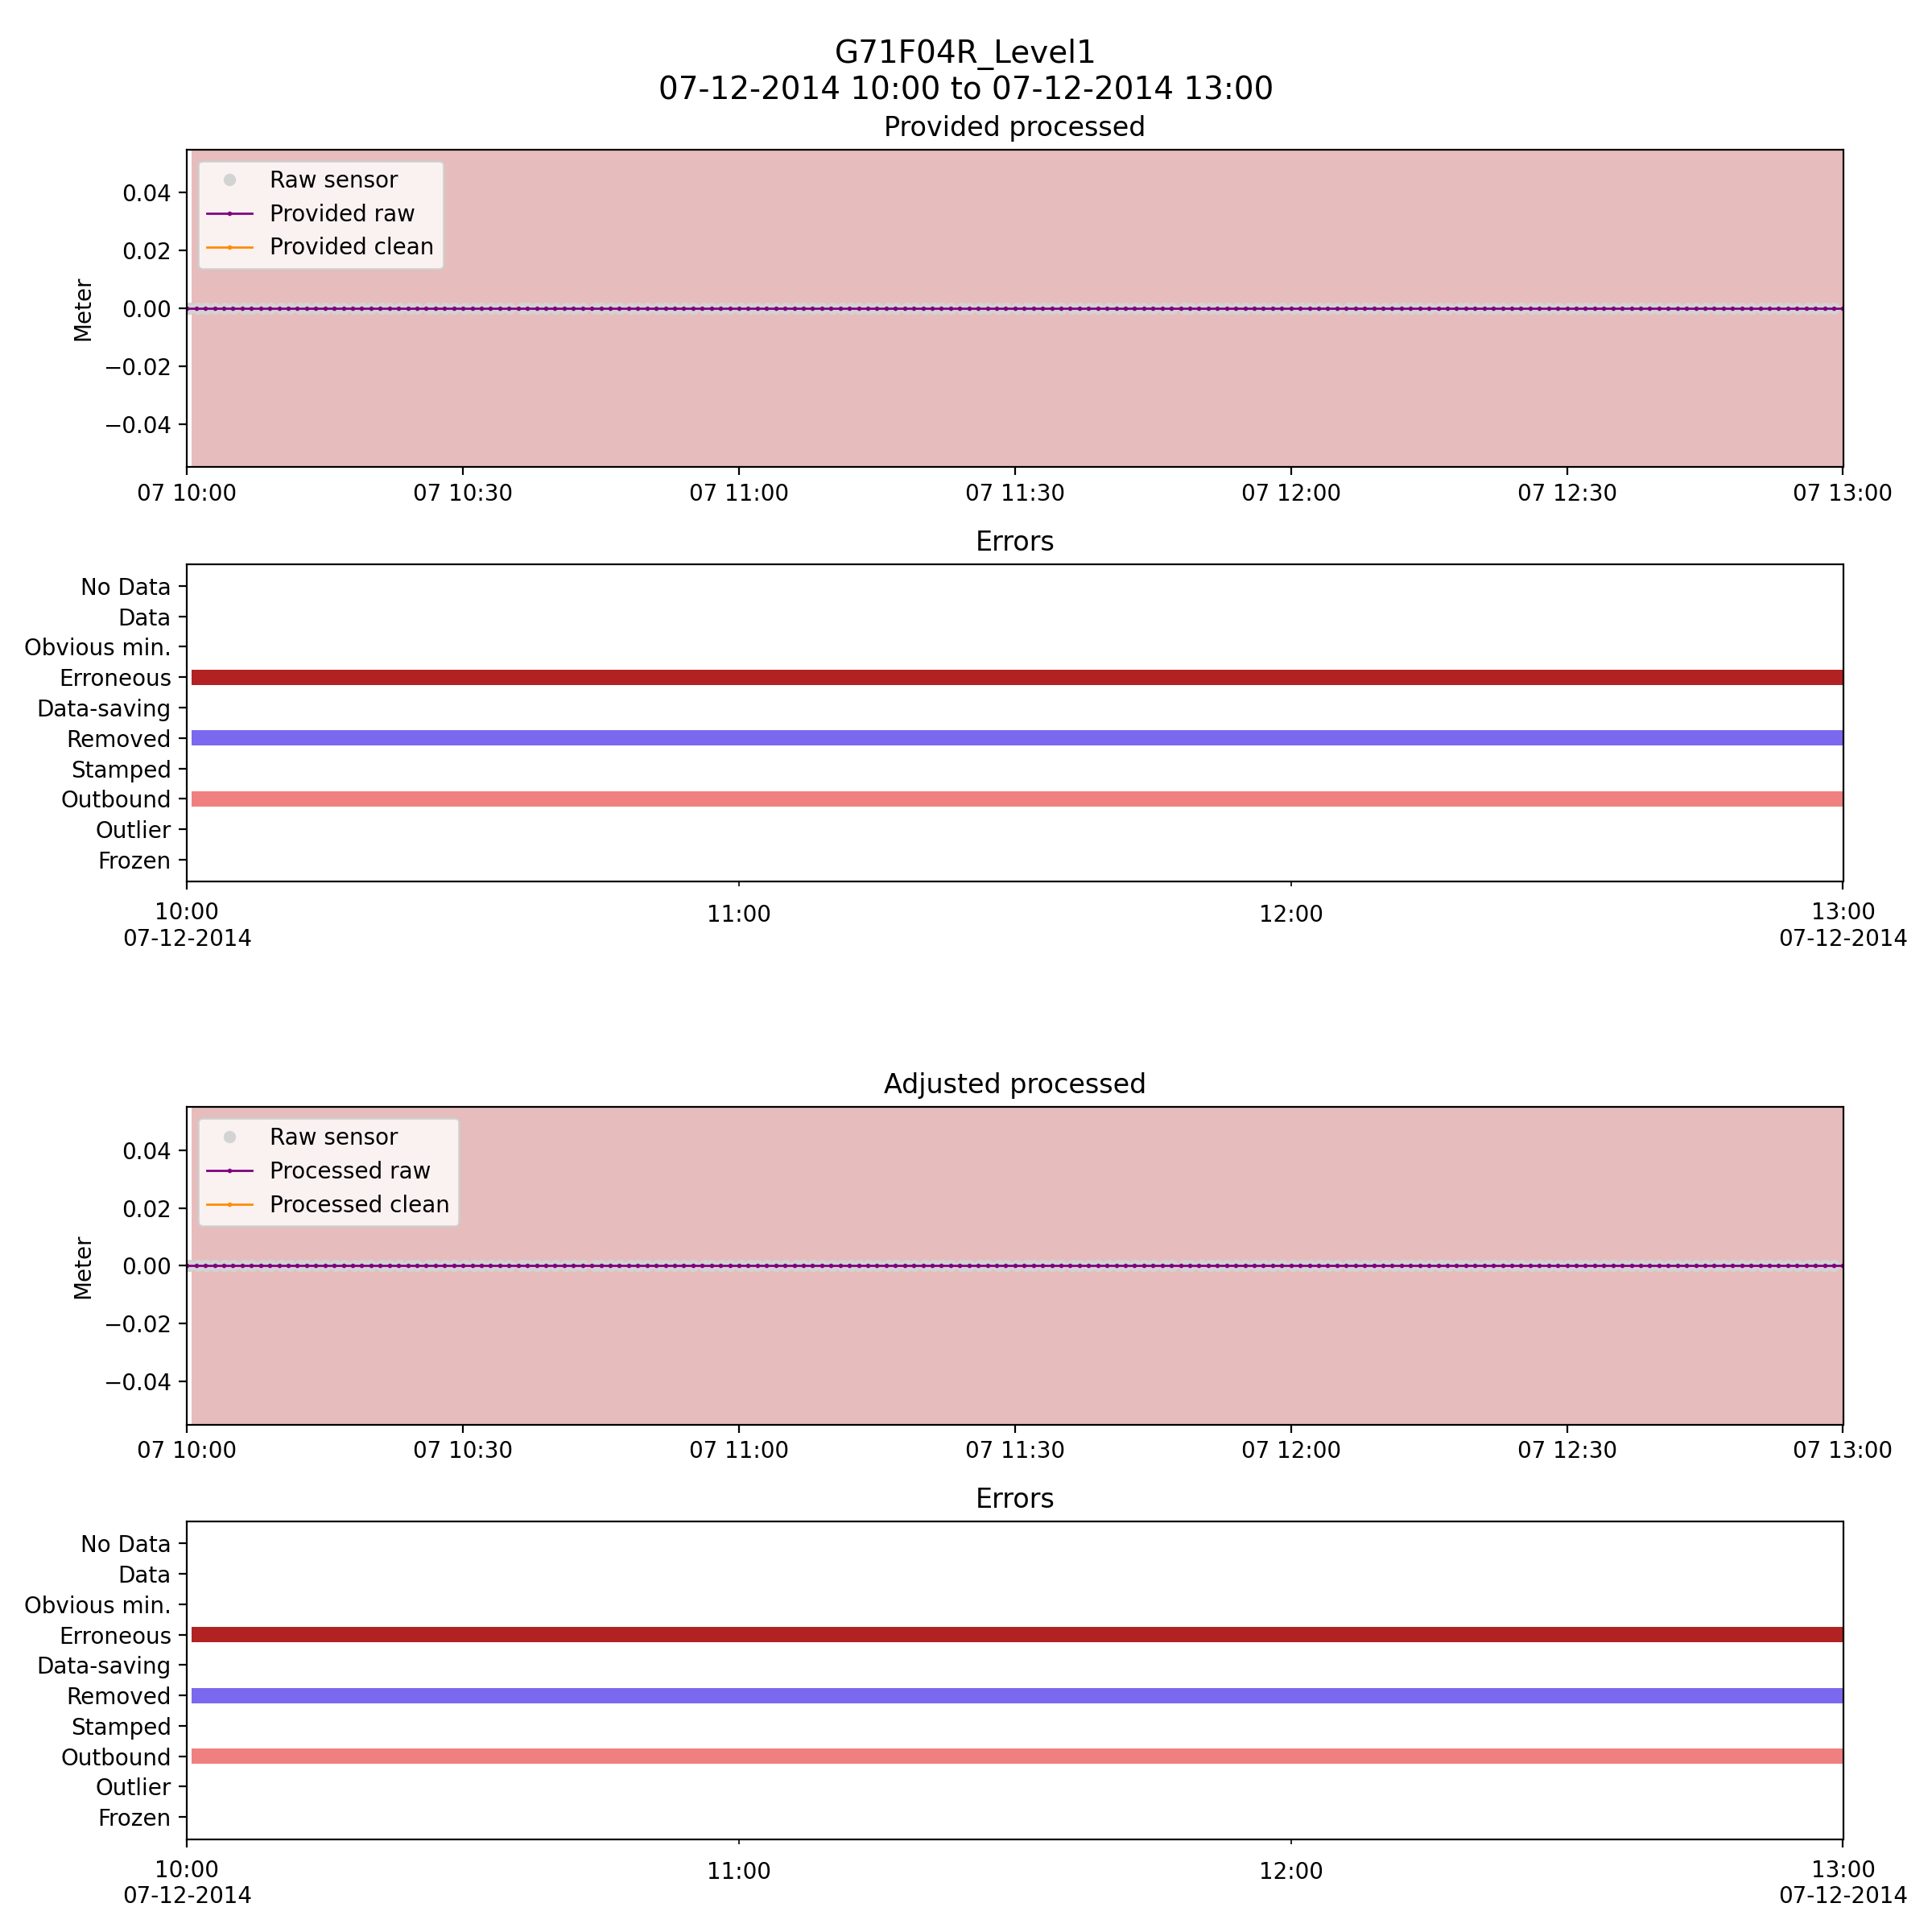 G71F04R_Level1
07-12-2014 10:00 to 07-12-2014 13:00
Provided processed
Raw sensor
Provided raw
Provided clean
Meter
0.04
0.02
0.00
−0.02
−0.04
07 10:00 07 10:30 07 11:00 07 11:30 07 12:00 07 12:30 07 13:00
Errors
No Data
Data
Obvious min.
Erroneous
Data-saving
Removed
Stamped
Outbound
Outlier
Frozen
10:00 11:00 12:00 13:00
07-12-2014 07-12-2014
Adjusted processed
Raw sensor
Processed raw
Processed clean
Meter
0.04
0.02
0.00
−0.02
−0.04
07 10:00 07 10:30 07 11:00 07 11:30 07 12:00 07 12:30 07 13:00
Errors
No Data
Data
Obvious min.
Erroneous
Data-saving
Removed
Stamped
Outbound
Outlier
Frozen
10:00 11:00 12:00 13:00
07-12-2014 07-12-2014